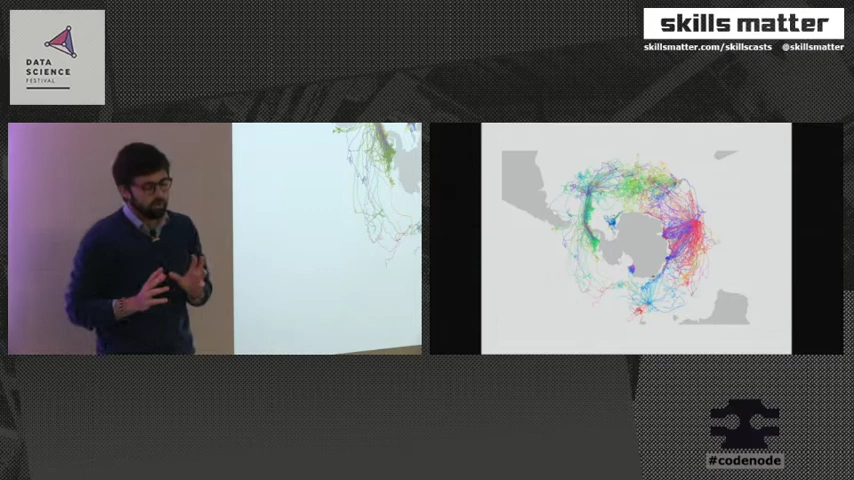 DATA
SCIENCE
FESTIVAL
skills matter
skillsmatter.com/skillscasts @skillsmatter
#codenode